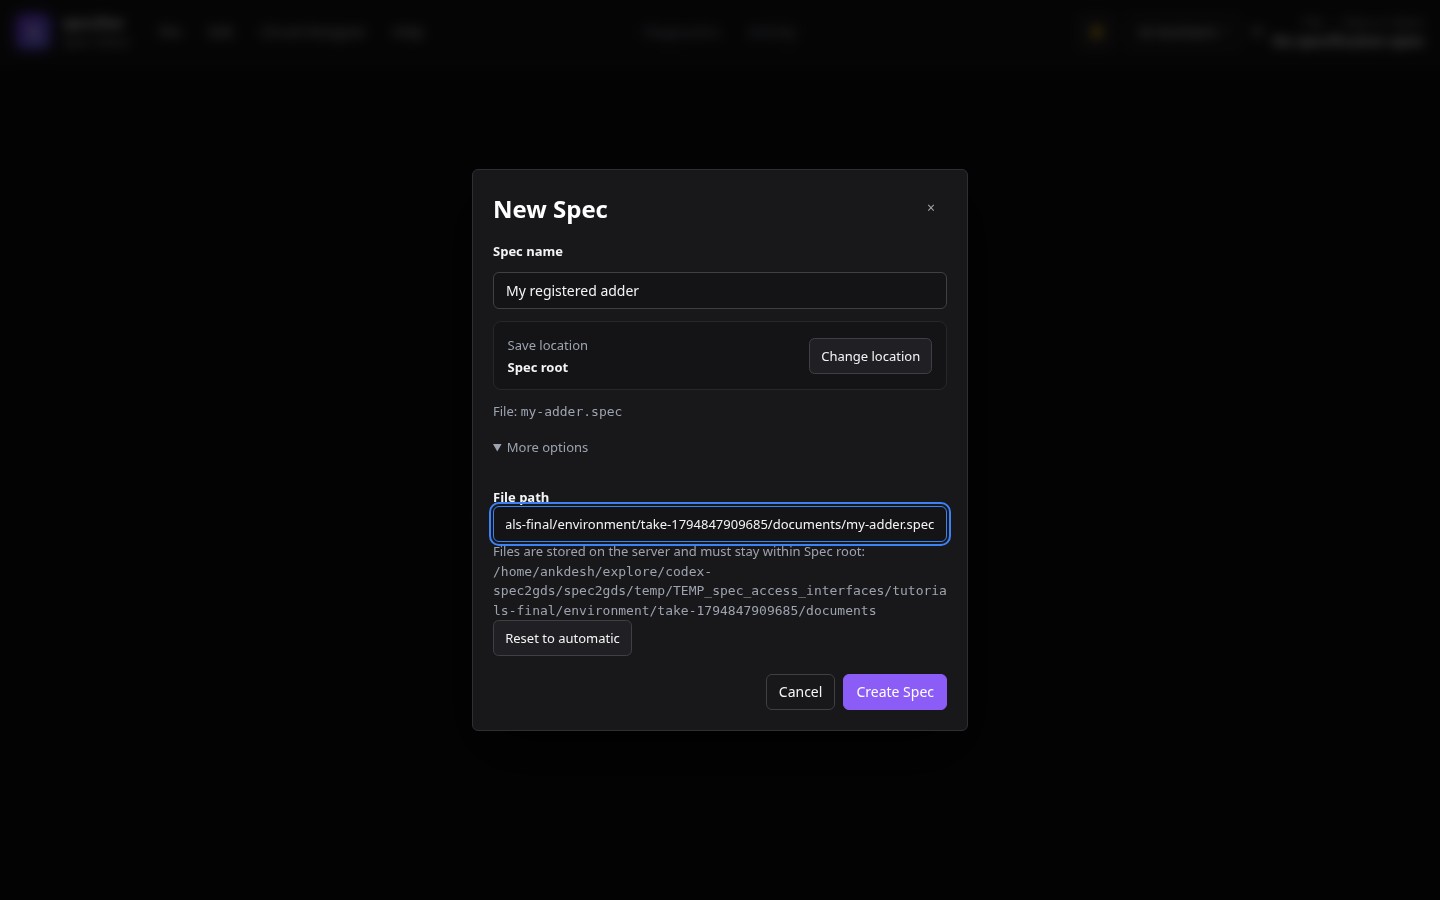 New Spec
×
Spec name
My registered adder
Save location
Spec root
Change location
File: my-adder.spec
▼ More options
File path
als-final/environment/take-1794847909685/documents/my-adder.spec
Files are stored on the server and must stay within Spec root:
/home/ankdesh/explore/codex-
spec2gds/spec2gds/temp/TEMP_spec_access_interfaces/tutoria
ls-final/environment/take-1794847909685/documents
Reset to automatic
Cancel
Create Spec